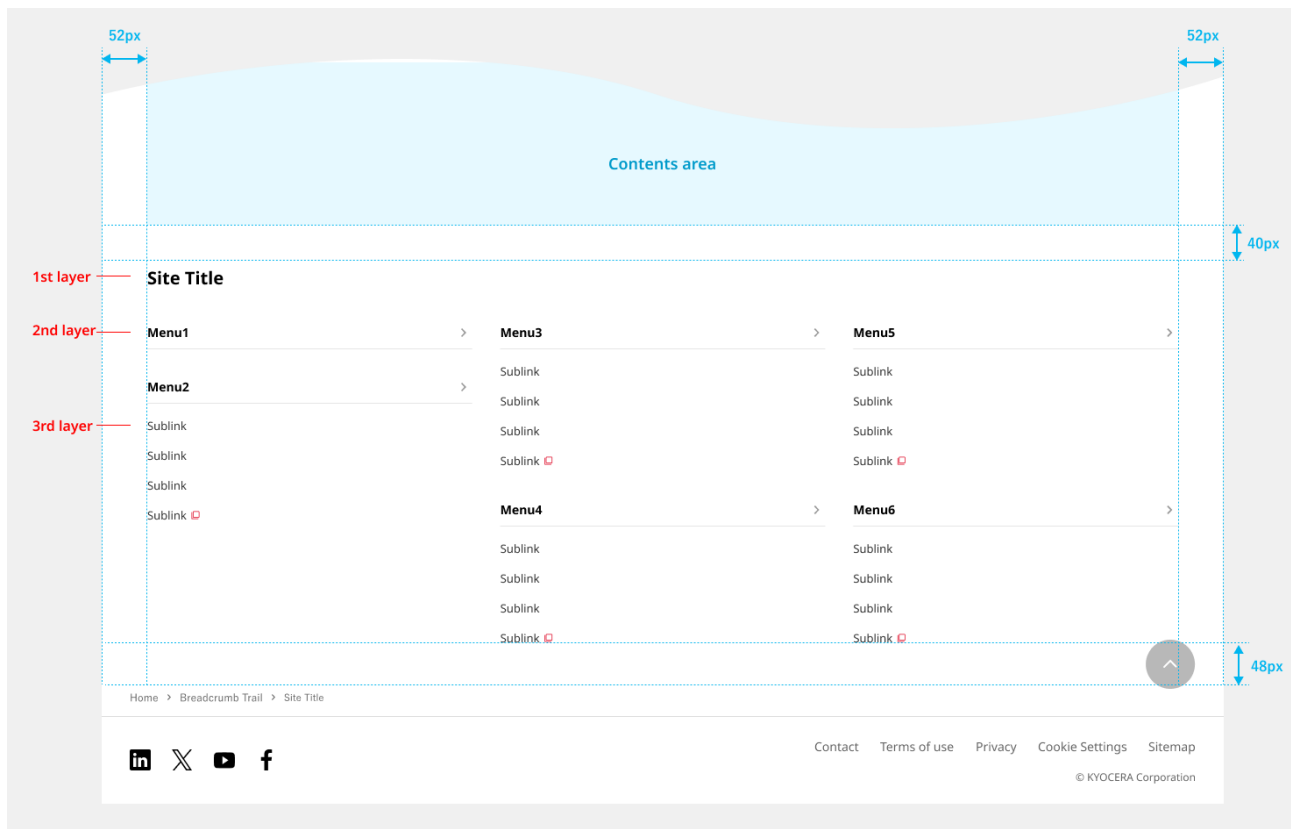 52px
52px
Contents area
40px
1st layer
Site Title
2nd layer
Menu1
Menu2
3rd layer
Sublink
Sublink
Sublink
Sublink
Menu3
Sublink
Sublink
Sublink
Sublink
Menu4
Sublink
Sublink
Sublink
Sublink
Menu5
Sublink
Sublink
Sublink
Sublink
Menu6
Sublink
Sublink
Sublink
Sublink
48px
Home > Breadcrumb Trail > Site Title
in
Contact Terms of use Privacy Cookie Settings Sitemap
© KYOCERA Corporation